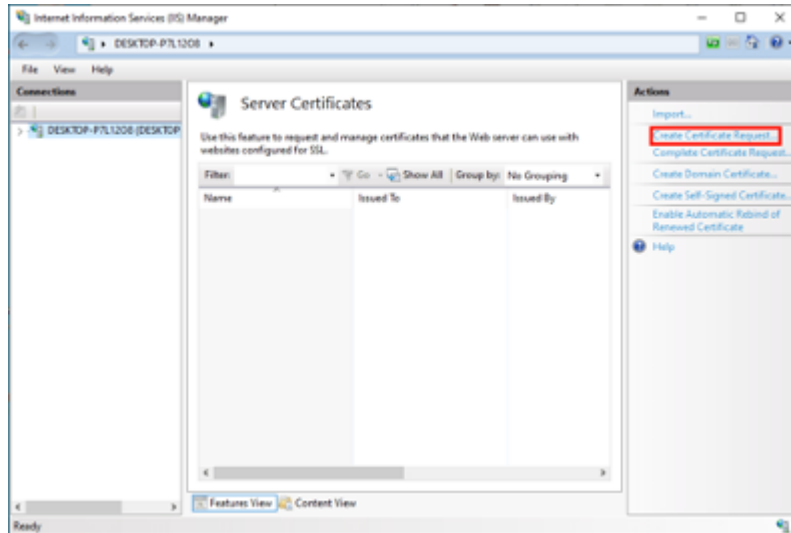 Internet Information Services (IIS) Manager
DESKTOP-P7L12O8
File View Help
Connections
DESKTOP-P7L12O8 (DESKTOP
Server Certificates
Use this feature to request and manage certificates that the Web server can use with
websites configured for SSL.
Filter: Go Show All Group by: No Grouping
Name Issued To Issued By
Features View Content View
Actions
Import...
Create Certificate Request...
Complete Certificate Request...
Create Domain Certificate...
Create Self-Signed Certificate...
Enable Automatic Rebind of
Renewed Certificate
Help
Ready